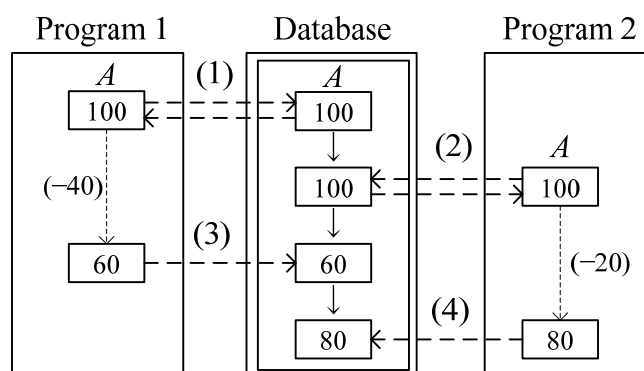 Program 1 Database Program 2
A (1) A
100 100
(2) A
(−40) 100 100
60 (3) 60 (−20)
80 (4) 80